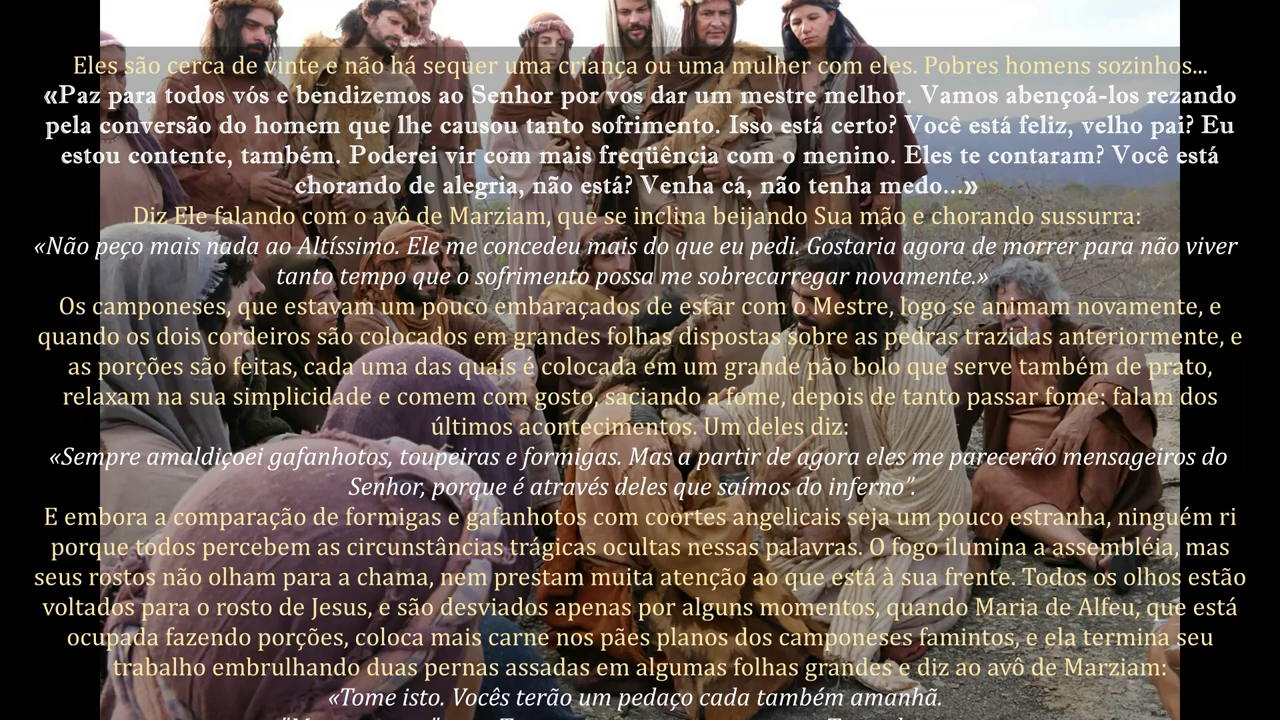 Eles são cerca de vinte e não há sequer uma criança ou uma mulher com eles. Pobres homens sozinhos...
«Paz para todos vós e bendizemos ao Senhor por vos dar um mestre melhor. Vamos abençoá-los rezando
pela conversão do homem que lhe causou tanto sofrimento. Isso está certo? Você está feliz, velho pai? Eu
estou contente, também. Poderei vir com mais freqüência com o menino. Eles te contaram? Você está
chorando de alegria, não está? Venha cá, não tenha medo...»
Diz Ele falando com o avô de Marziam, que se inclina beijando Sua mão e chorando sussurra:
«Não peço mais nada ao Altíssimo. Ele me concedeu mais do que eu pedi. Gostaria agora de morrer para não viver
tanto tempo que o sofrimento possa me sobrecarregar novamente.»
Os camponeses, que estavam um pouco embaraçados de estar com o Mestre, logo se animam novamente, e
quando os dois cordeiros são colocados em grandes folhas dispostas sobre as pedras trazidas anteriormente, e
as porções são feitas, cada uma das quais é colocada em um grande pão bolo que serve também de prato,
relaxam na sua simplicidade e comem com gosto, saciando a fome, depois de tanto passar fome: falam dos
últimos acontecimentos. Um deles diz:
«Sempre amaldiçoei gafanhotos, toupeiras e formigas. Mas a partir de agora eles me parecerão mensageiros do
Senhor, porque é através deles que saímos do inferno”.
E embora a comparação de formigas e gafanhotos com coortes angelicais seja um pouco estranha, ninguém ri
porque todos percebem as circunstâncias trágicas ocultas nessas palavras. O fogo ilumina a assembléia, mas
seus rostos não olham para a chama, nem prestam muita atenção ao que está à sua frente. Todos os olhos estão
voltados para o rosto de Jesus, e são desviados apenas por alguns momentos, quando Maria de Alfeu, que está
ocupada fazendo porções, coloca mais carne nos pães planos dos camponeses famintos, e ela termina seu
trabalho embrulhando duas pernas assadas em algumas folhas grandes e diz ao avô de Marziam:
«Tome isto. Vocês terão um pedaço cada também amanhã.